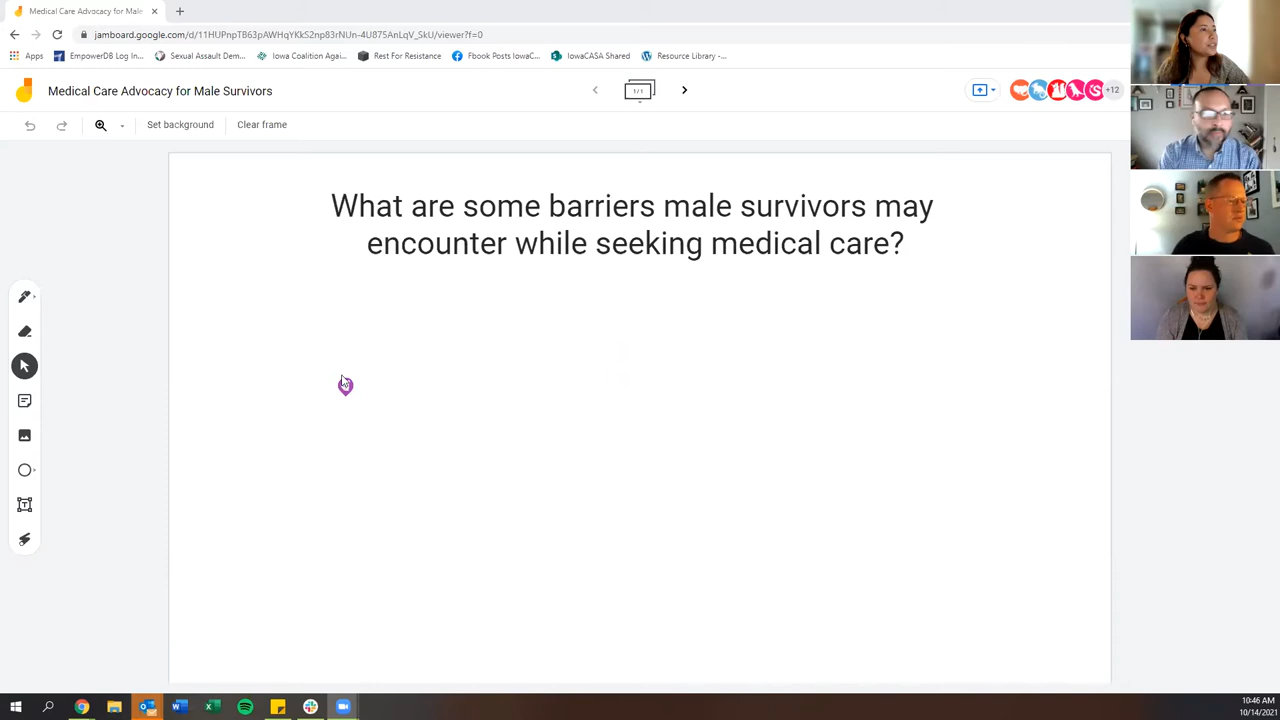 Medical Care Advocacy for Male
jamboard.google.com/d/11HUPnpTB63pAWHqYkS2np83rNUn-4U875AnLqV_SkU/viewer?f=0
Apps
EmpowerDB Log In...
Sexual Assault Dem...
Iowa Coalition Agai...
Rest For Resistance
Fbook Posts IowaC...
IowaCASA Shared
Resource Library -...
Medical Care Advocacy for Male Survivors
1/1
+12
Set background
Clear frame
What are some barriers male survivors may
encounter while seeking medical care?
10:46 AM
10/14/2021